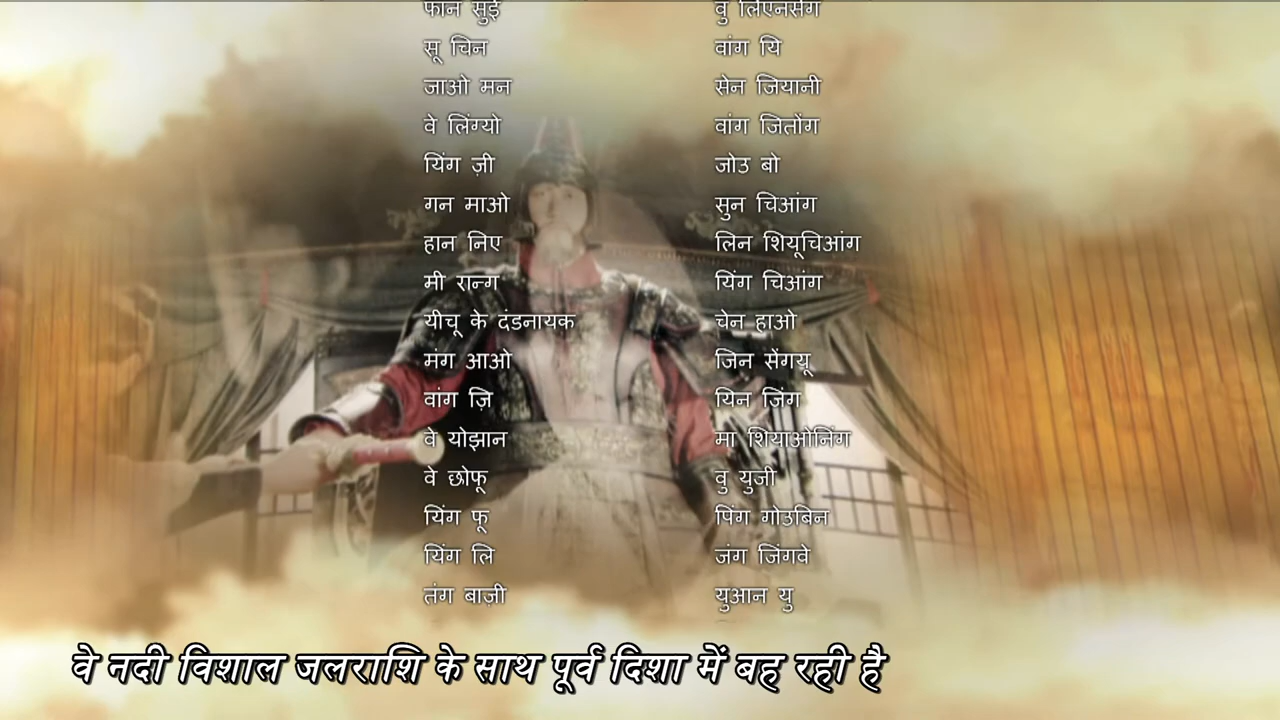 फान सुई वु लिएनसेंग
सू चिन वांग यि
जाओ मन सेन जियानी
वे लिंग्यो वांग जितोंग
यिंग ज़ी जोउ बो
गन माओ सुन चिआंग
हान निए लिन शियूचिआंग
मी रान्ग यिंग चिआंग
यीचू के दंडनायक चेन हाओ
मंग आओ जिन सेंगय्रू
वांग ज़ि यिन जिंग
वे योझान मा शियाओनिंग
वे छोफू वु युजी
यिंग फू पिंग गोउबिन
यिंग लि जंग जिंगवे
तंग बाज़ी युआन यु
वे नदी विशाल जलराशि के साथ पूर्व दिशा में बह रही है